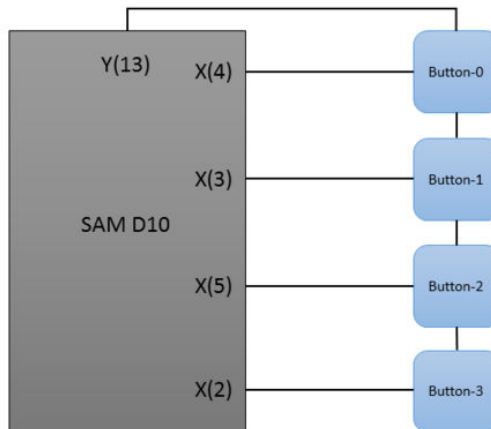 Y(13)
X(4)
Button-0
X(3)
Button-1
SAM D10
X(5)
Button-2
X(2)
Button-3